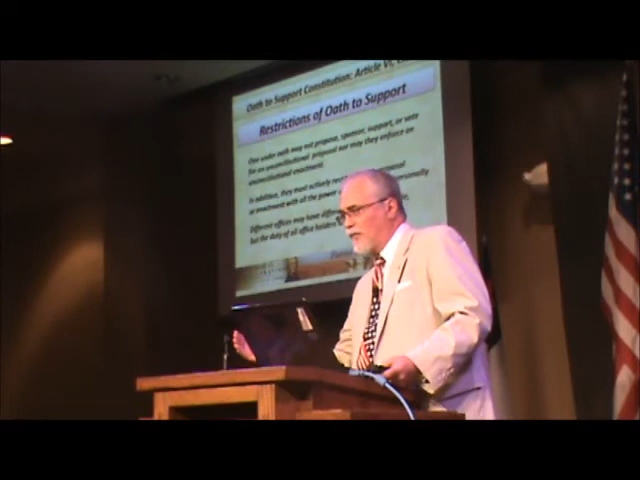 Oath to Support Constitution: Article VI,
Restrictions of Oath to Support
One under oath may not propose, sponsor, support, or vote
for an unconstitutional proposal nor may they enforce an
unconstitutional enactment.
In addition, they must actively
or enactment with all the power personally
Different offices may have
but the duty of all office holders